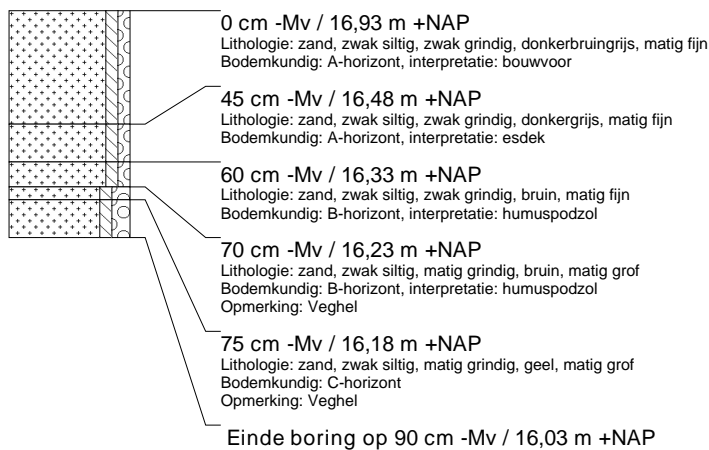 0 cm -Mv / 16,93 m +NAP
Lithologie: zand, zwak siltig, zwak grindig, donkerbruingrijs, matig fijn
Bodemkundig: A-horizont, interpretatie: bouwvoor
45 cm -Mv / 16,48 m +NAP
Lithologie: zand, zwak siltig, zwak grindig, donkergrijs, matig fijn
Bodemkundig: A-horizont, interpretatie: esdek
60 cm -Mv / 16,33 m +NAP
Lithologie: zand, zwak siltig, zwak grindig, bruin, matig fijn
Bodemkundig: B-horizont, interpretatie: humuspodzol
70 cm -Mv / 16,23 m +NAP
Lithologie: zand, zwak siltig, matig grindig, bruin, matig grof
Bodemkundig: B-horizont, interpretatie: humuspodzol
Opmerking: Veghel
75 cm -Mv / 16,18 m +NAP
Lithologie: zand, zwak siltig, matig grindig, geel, matig grof
Bodemkundig: C-horizont
Opmerking: Veghel
Einde boring op 90 cm -Mv / 16,03 m +NAP